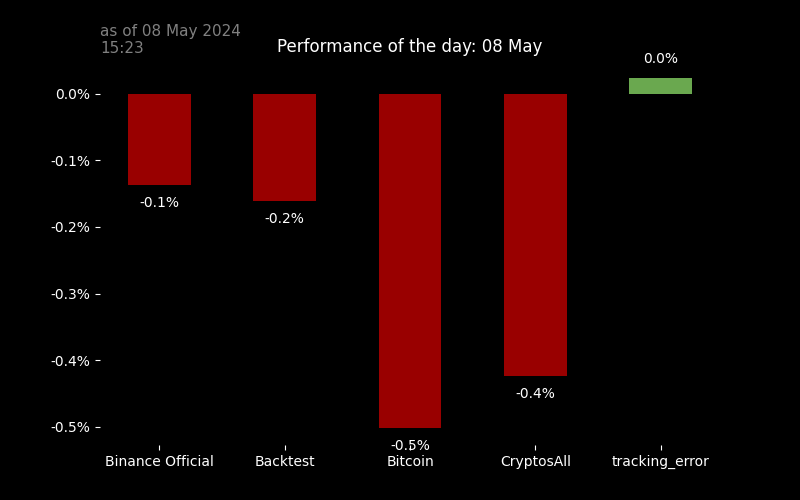 as of 08 May 2024
15:23
Performance of the day: 08 May
0.0%
0.0%
-0.1%
-0.2%
-0.3%
-0.4%
-0.5%
-0.1%
-0.2%
-0.5%
-0.4%
Binance Official
Backtest
Bitcoin
CryptosAll
tracking_error